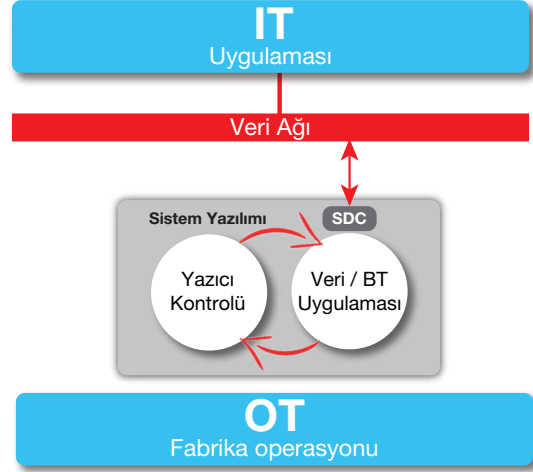 IT
Uygulaması
Veri Ağı
Sistem Yazılımı
SDC
Yazıcı
Kontrolü
Veri / BT
Uygulaması
OT
Fabrika operasyonu